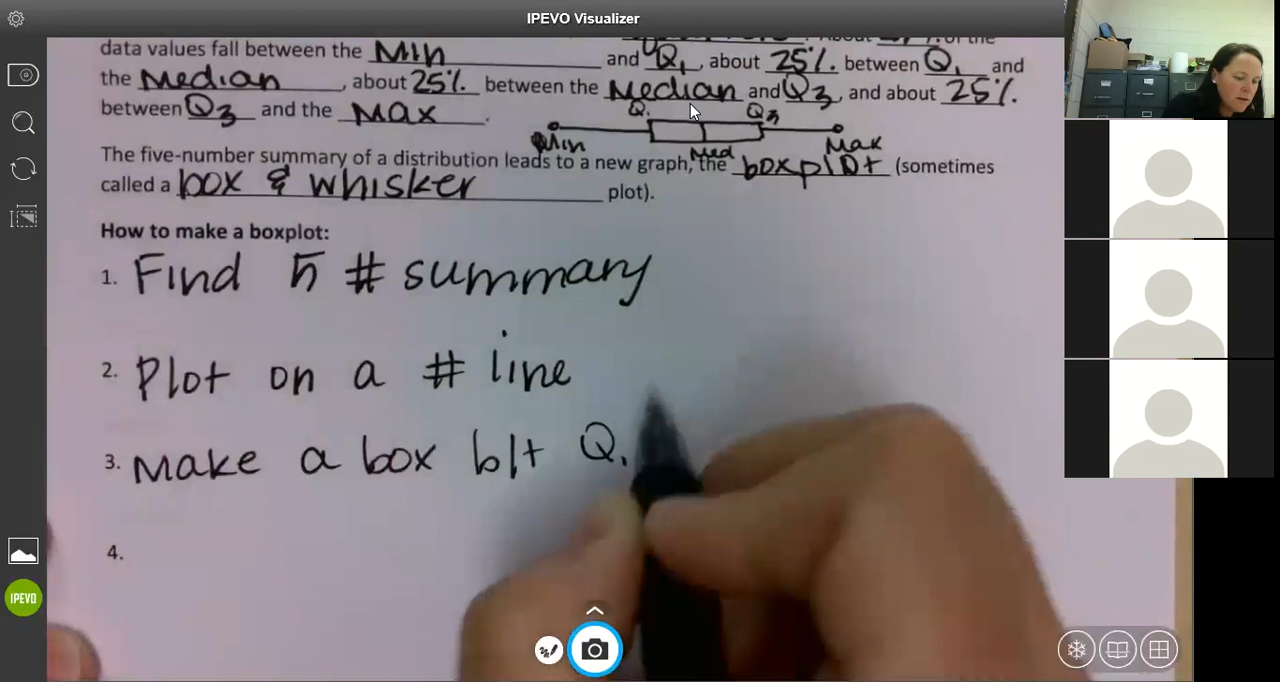 IPEVO Visualizer
data values fall between the Min and Q1, about 25% between Q1 and
the Median, about 25% between the Median and Q3, and about 25%.
between Q3 and the Max.
Q1 Q3
Min Med Max
The five-number summary of a distribution leads to a new graph, the boxplot (sometimes
called a box & whisker plot).
How to make a boxplot:
1. Find 5 # summary
2. Plot on a # line
3. Make a box b/t Q1
4.
IPEVO